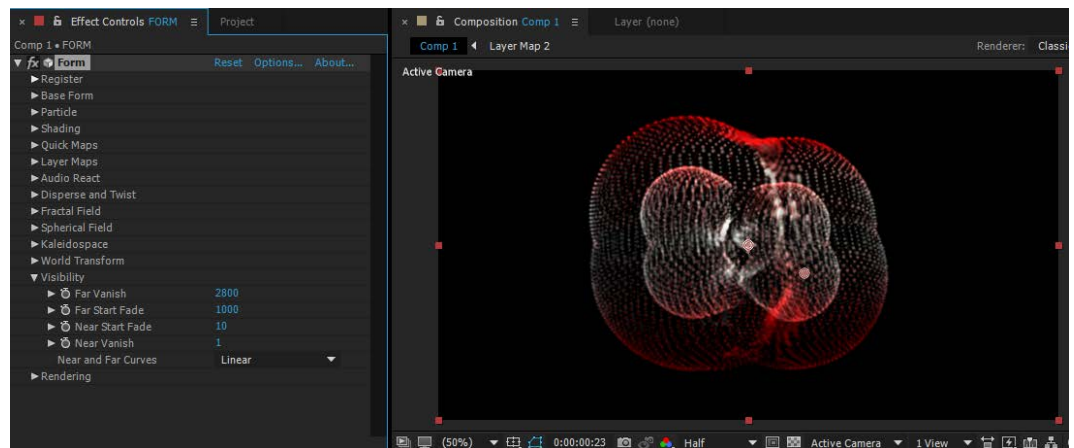 Effect Controls FORM
Project
Comp 1 • FORM
fx Form Reset Options... About...
Register
Base Form
Particle
Shading
Quick Maps
Layer Maps
Audio React
Disperse and Twist
Fractal Field
Spherical Field
Kaleidospace
World Transform
Visibility
Far Vanish 2800
Far Start Fade 1000
Near Start Fade 10
Near Vanish 1
Near and Far Curves Linear
Rendering
Composition Comp 1
Layer (none)
Comp 1 Layer Map 2
Renderer: Classi
Active Camera
(50%) 0:00:00:23 Half Active Camera 1 View